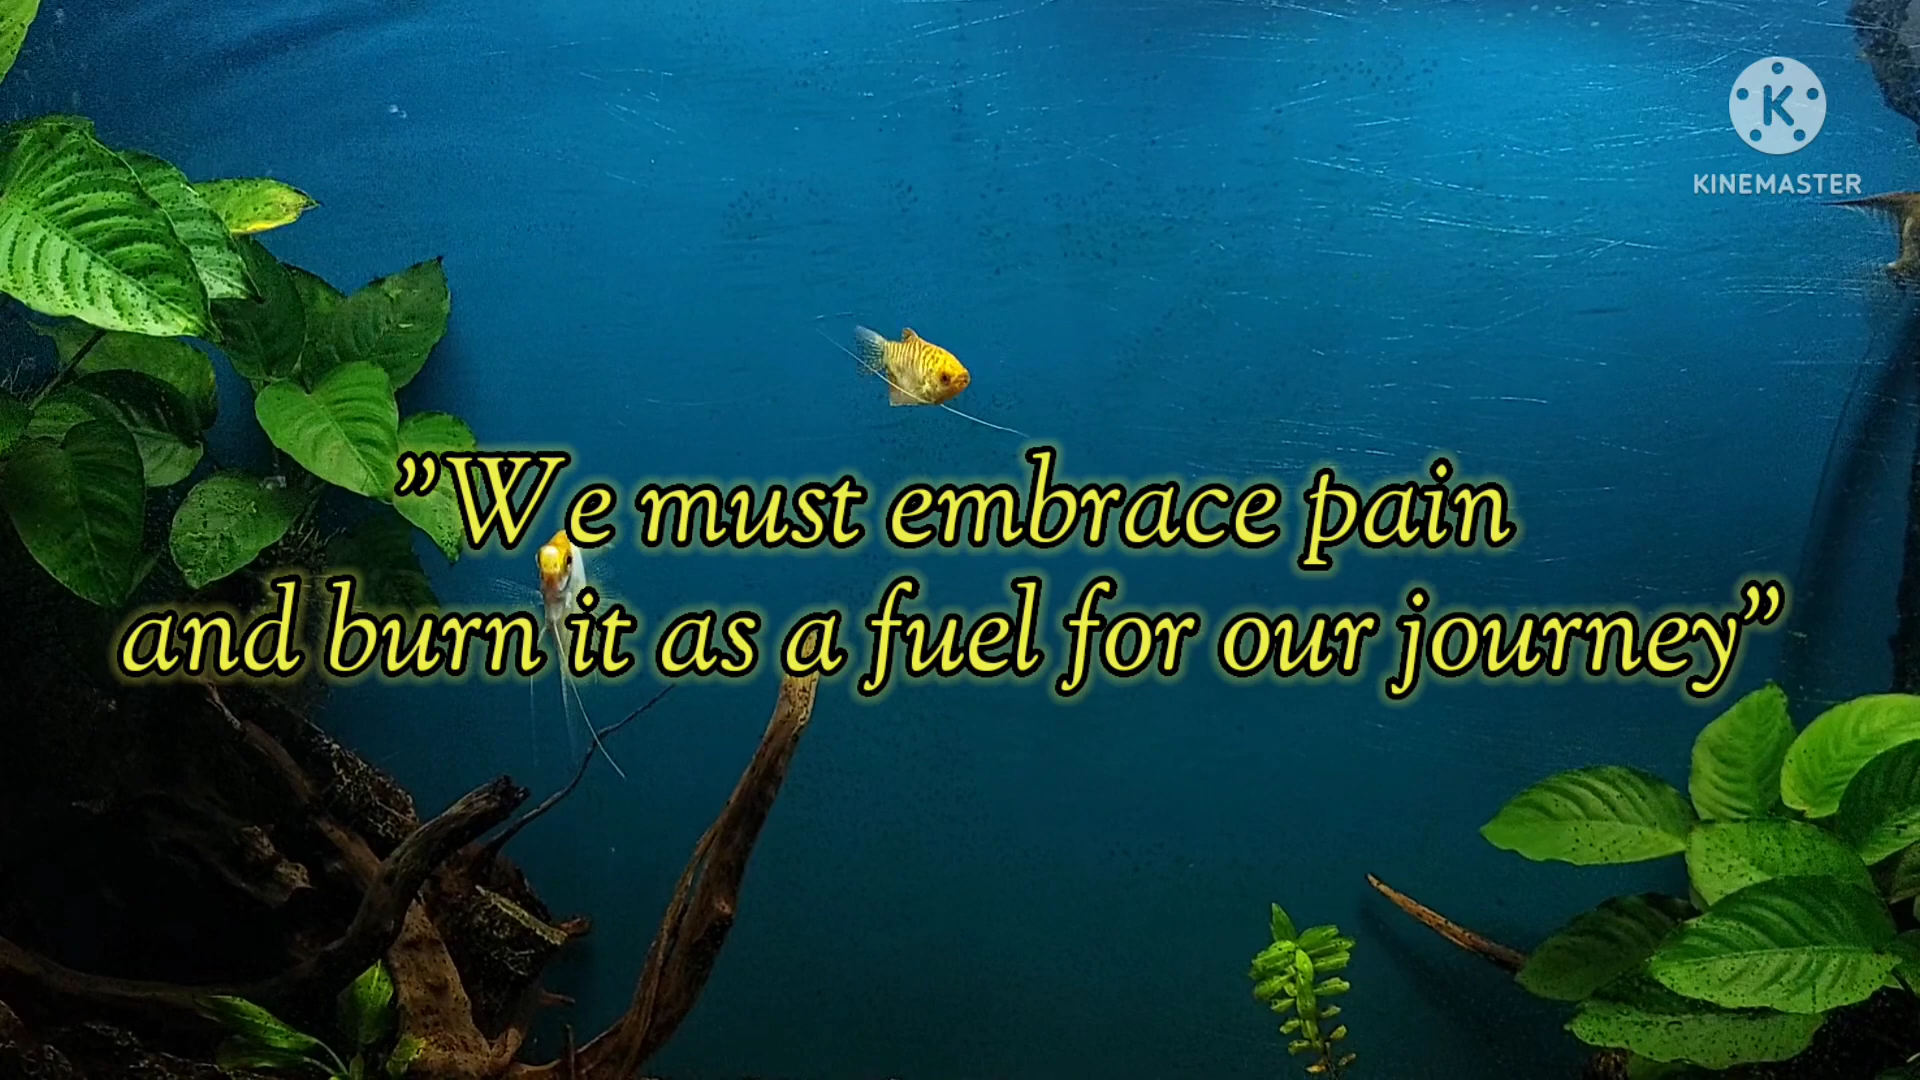 KINEMASTER
”We must embrace pain
and burn it as a fuel for our journey”